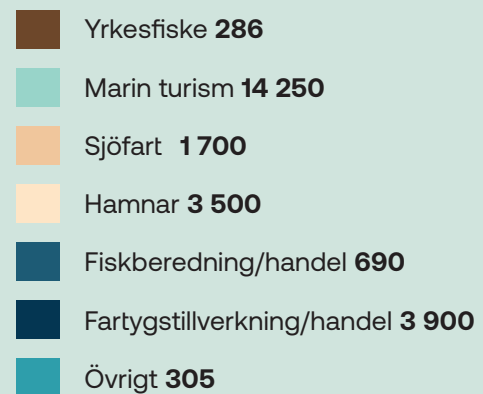 Yrkesfiske 286
Marin turism 14 250
Sjöfart 1 700
Hamnar 3 500
Fiskberedning/handel 690
Fartygstillverkning/handel 3 900
Övrigt 305